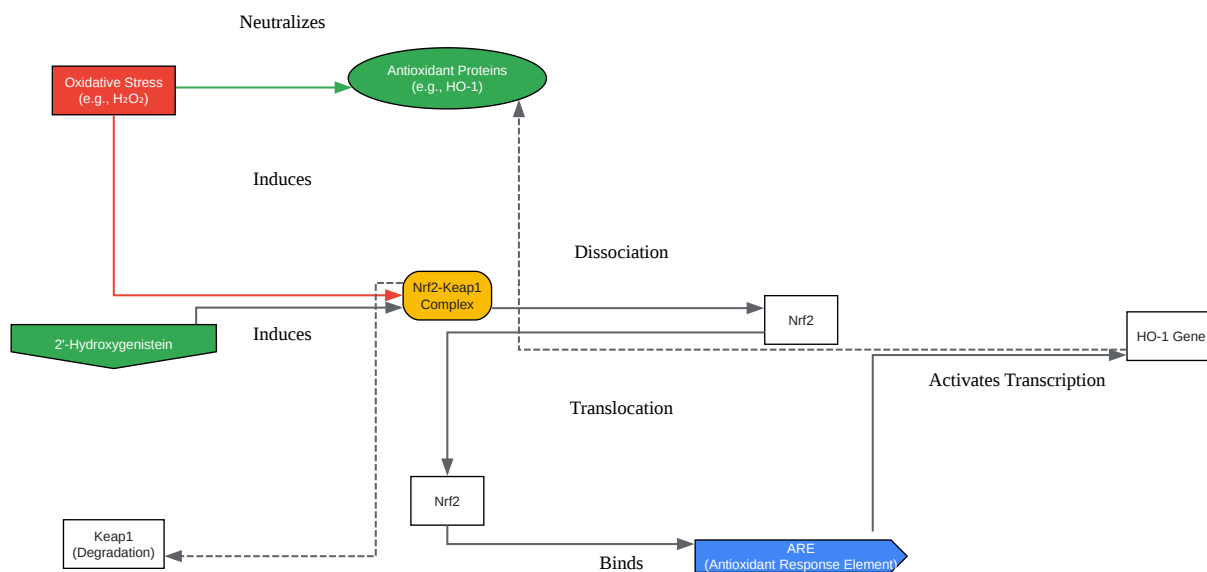 Neutralizes
Oxidative Stress
(e.g., H₂O₂)
Antioxidant Proteins
(e.g., HO-1)
Induces
Dissociation
Nrf2-Keap1
Complex
Nrf2
HO-1 Gene
2'-Hydroxygenistein
Induces
Activates Transcription
Translocation
Nrf2
Keap1
(Degradation)
Binds
ARE
(Antioxidant Response Element)